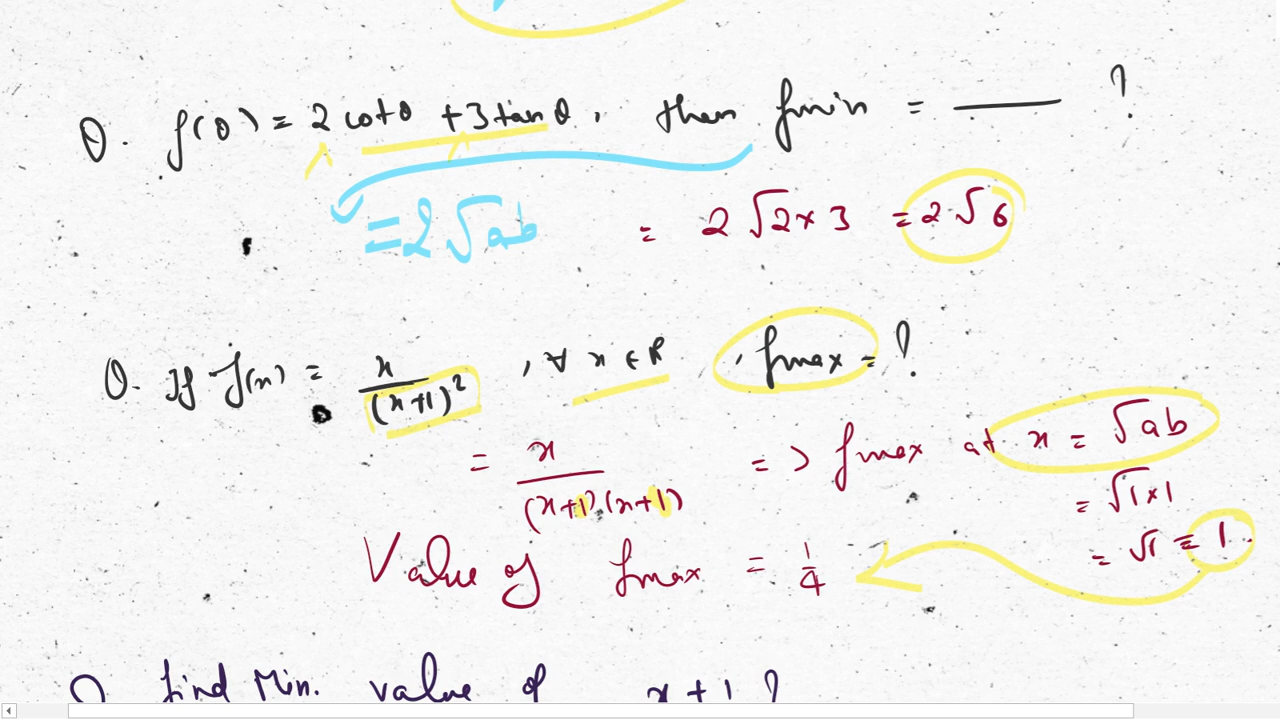 Q. f(θ) = 2 cotθ + 3 tanθ, then fmin = ____ ?
= 2√ab = 2√2×3 = 2√6
Q. If f(x) = x/(x+1)², ∀ x ∈ R, fmax = ?
= x/((x+1)(x+1)) => fmax at x = √ab
= √1×1
= √1 = 1.
Value of fmax = 1/4
Q find Min. value of x + 1 ?